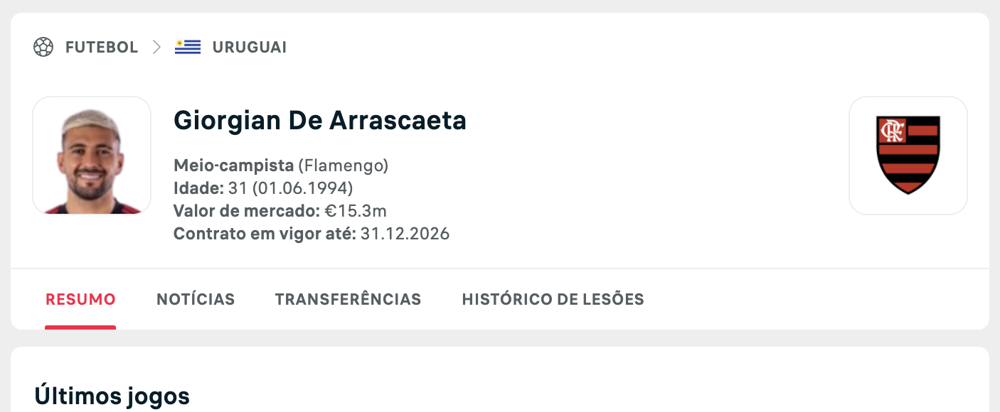 FUTEBOL > URUGUAI
Giorgian De Arrascaeta
Meio-campista (Flamengo)
Idade: 31 (01.06.1994)
Valor de mercado: €15.3m
Contrato em vigor até: 31.12.2026
CRF
RESUMO NOTÍCIAS TRANSFERÊNCIAS HISTÓRICO DE LESÕES
Últimos jogos